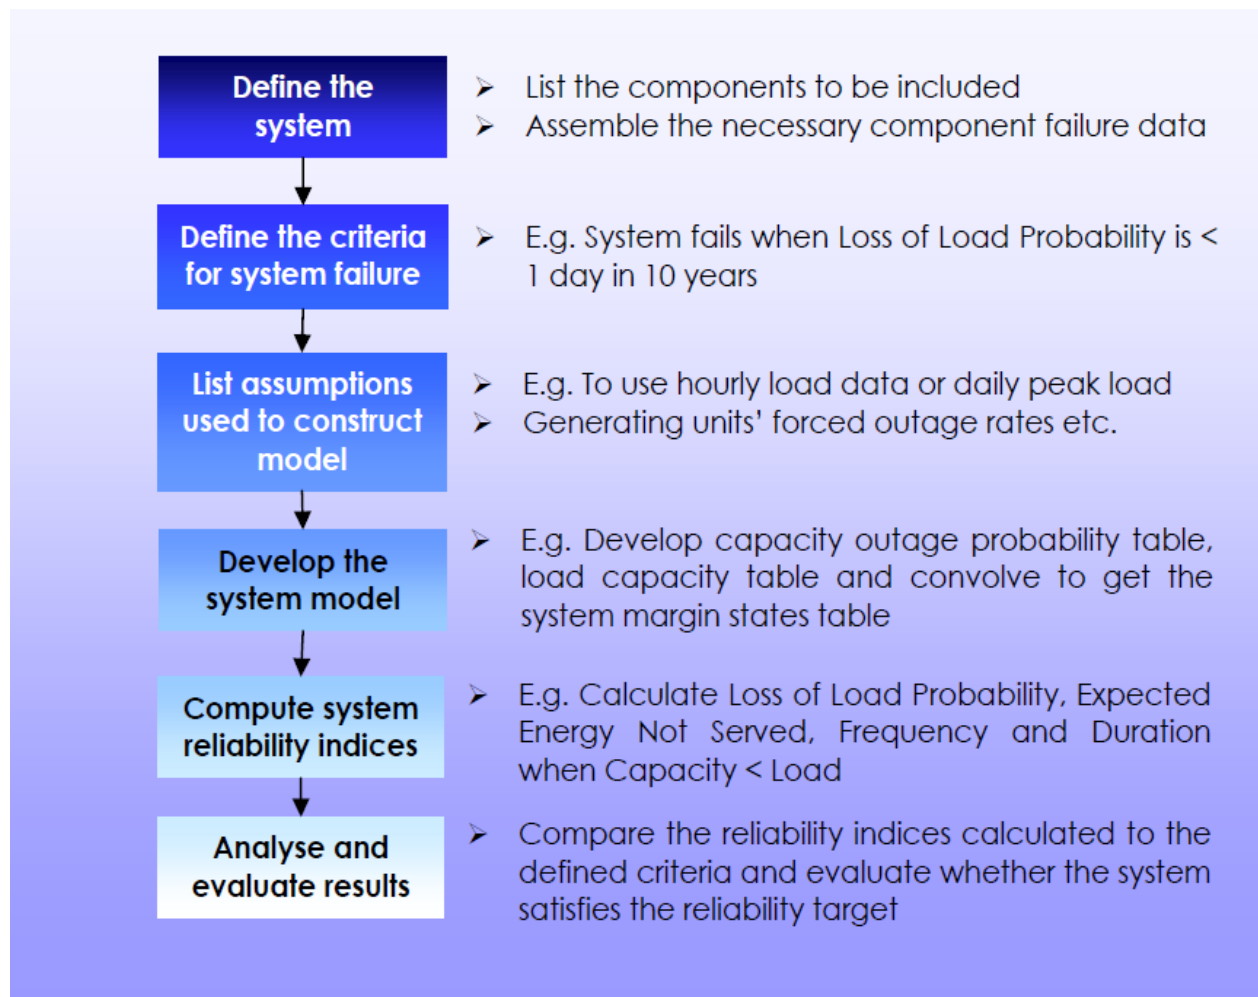 Define the
system
➢ List the components to be included
➢ Assemble the necessary component failure data
Define the criteria
for system failure
➢ E.g. System fails when Loss of Load Probability is <
1 day in 10 years
List assumptions
used to construct
model
➢ E.g. To use hourly load data or daily peak load
➢ Generating units’ forced outage rates etc.
Develop the
system model
➢ E.g. Develop capacity outage probability table,
load capacity table and convolve to get the
system margin states table
Compute system
reliability indices
➢ E.g. Calculate Loss of Load Probability, Expected
Energy Not Served, Frequency and Duration
when Capacity < Load
Analyse and
evaluate results
➢ Compare the reliability indices calculated to the
defined criteria and evaluate whether the system
satisfies the reliability target